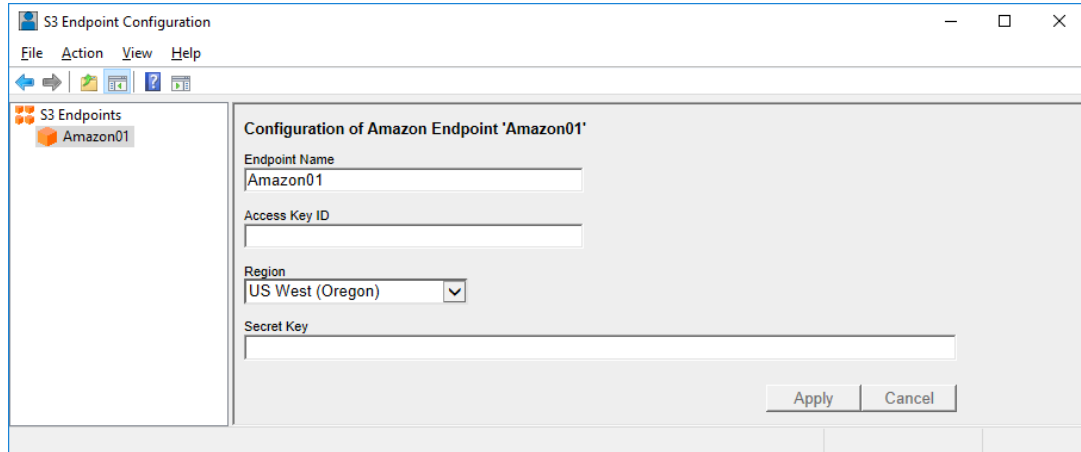 S3 Endpoint Configuration
File Action View Help
S3 Endpoints
Amazon01
Configuration of Amazon Endpoint 'Amazon01'
Endpoint Name
Amazon01
Access Key ID
Region
US West (Oregon)
Secret Key
Apply Cancel